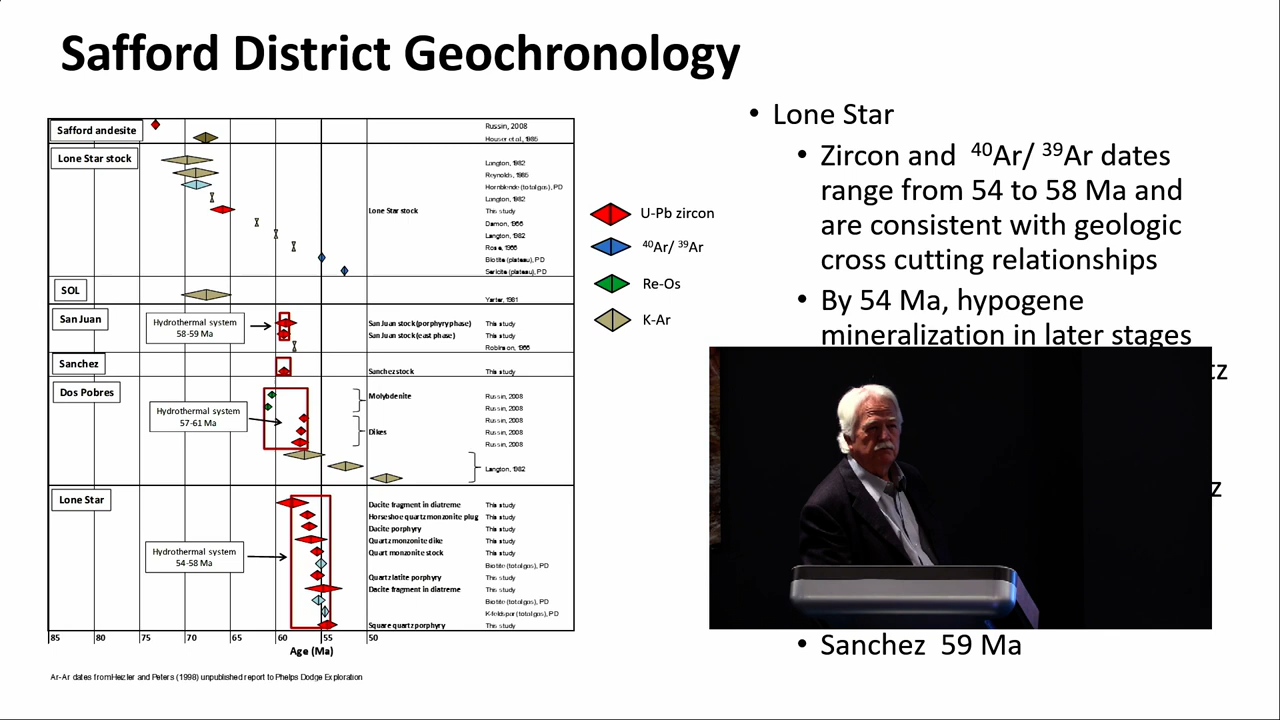 Safford District Geochronology
Safford andesite
Russin, 2008
Houser et al, 1985
Lone Star stock
Langton, 1982
Reynolds, 1985
Hornblende (total gas), PD
Langton, 1982
Lone Star stock This study
Damon, 1966
Langton, 1982
Rose, 1966
Biotite (plateau), PD
Sericite (plateau), PD
SOL
Yarter, 1981
San Juan
Hydrothermal system
58-59 Ma
San Juan stock (porphyry phase) This study
San Juan stock (east phase) This study
Robinson, 1966
Sanchez
Sanchez stock This study
Dos Pobres
Hydrothermal system
57-61 Ma
Molybdenite Russin, 2008
Russin, 2008
Russin, 2008
Dikes Russin, 2008
Russin, 2008
Langton, 1982
Lone Star
Hydrothermal system
54-58 Ma
Dacite fragment in diatreme This study
Horseshoe quartz monzonite plug This study
Dacite porphyry This study
Quartz monzonite dike This study
Quart monzonite stock This study
Biotite (total gas), PD
Quartz latite porphyry This study
Dacite fragment in diatreme This study
Biotite (total gas), PD
K-feldspar (total gas), PD
Square quartz porphyry This study
85 80 75 70 65 60 55 50
Age (Ma)
Ar-Ar dates from Heizler and Peters (1998) unpublished report to Phelps Dodge Exploration
U-Pb zircon
40Ar/ 39Ar
Re-Os
K-Ar
• Lone Star
• Zircon and 40Ar/ 39Ar dates
range from 54 to 58 Ma and
are consistent with geologic
cross cutting relationships
• By 54 Ma, hypogene
mineralization in later stages
tz
z
• Sanchez 59 Ma